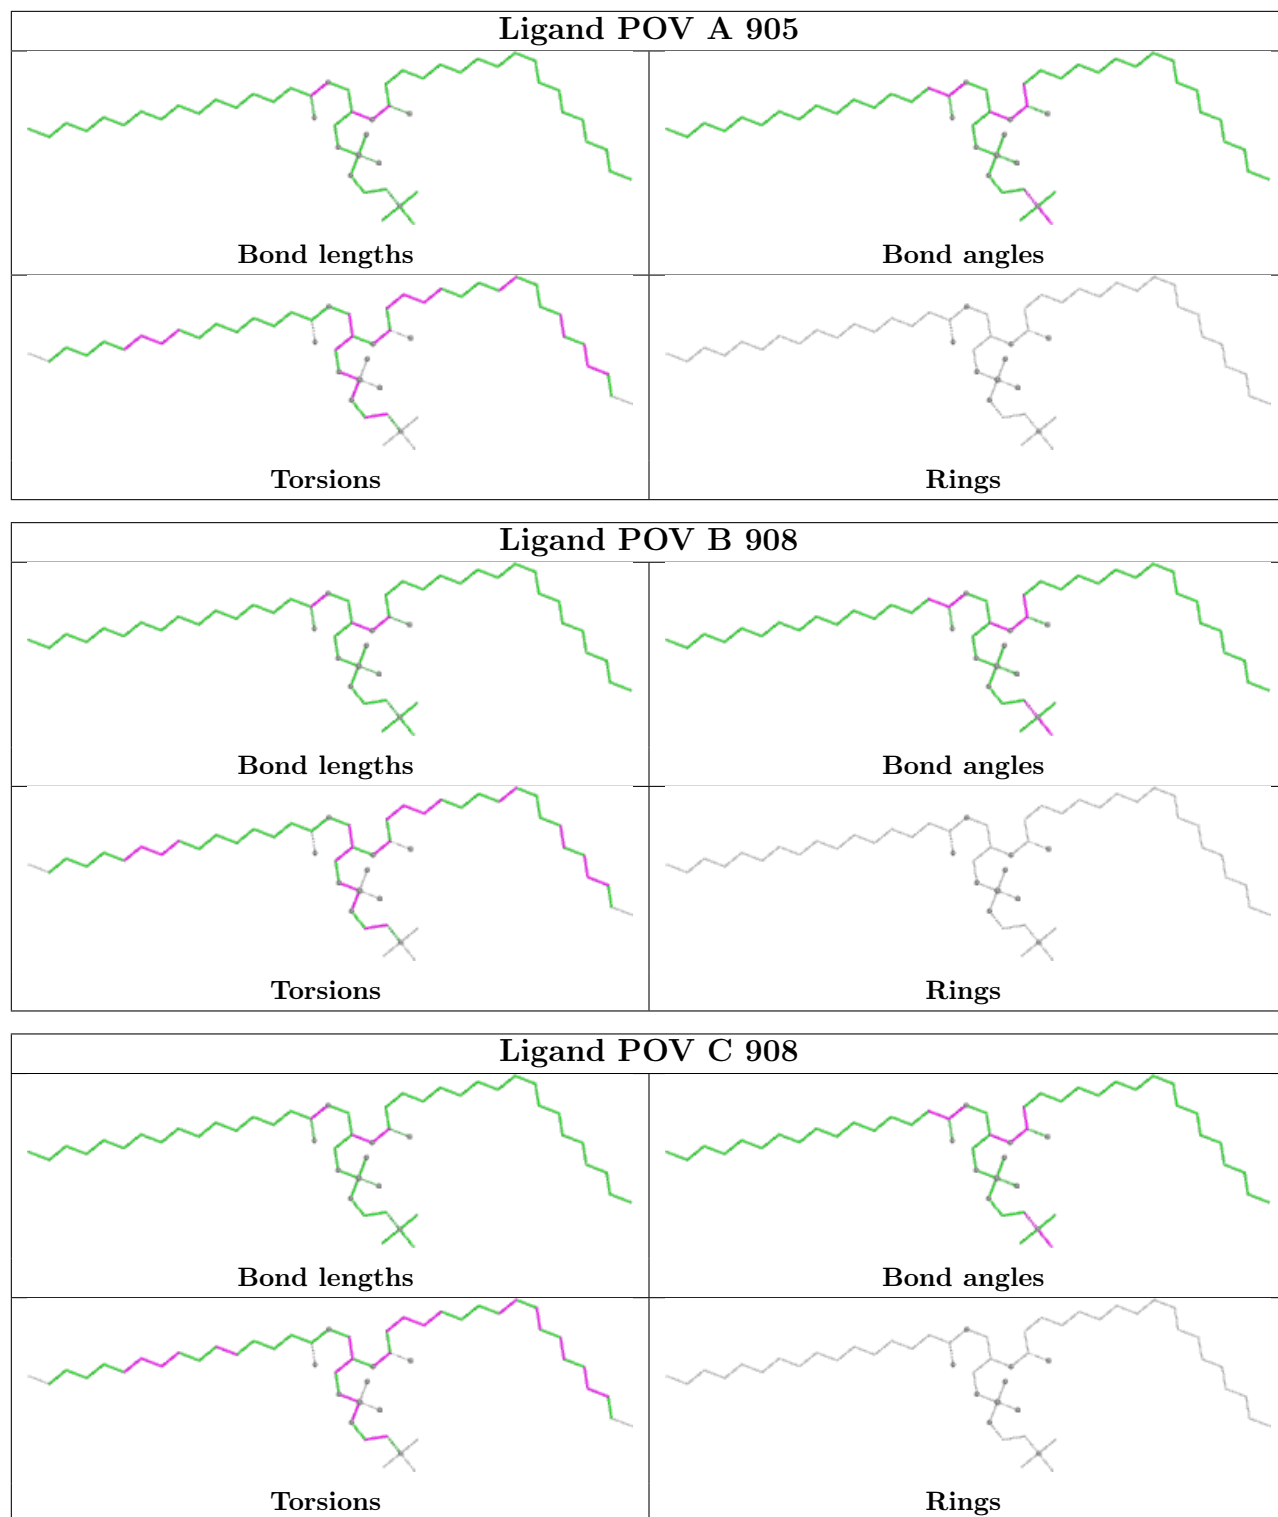 Ligand POV A 905
Bond lengths
Bond angles
Torsions
Rings
Ligand POV B 908
Bond lengths
Bond angles
Torsions
Rings
Ligand POV C 908
Bond lengths
Bond angles
Torsions
Rings